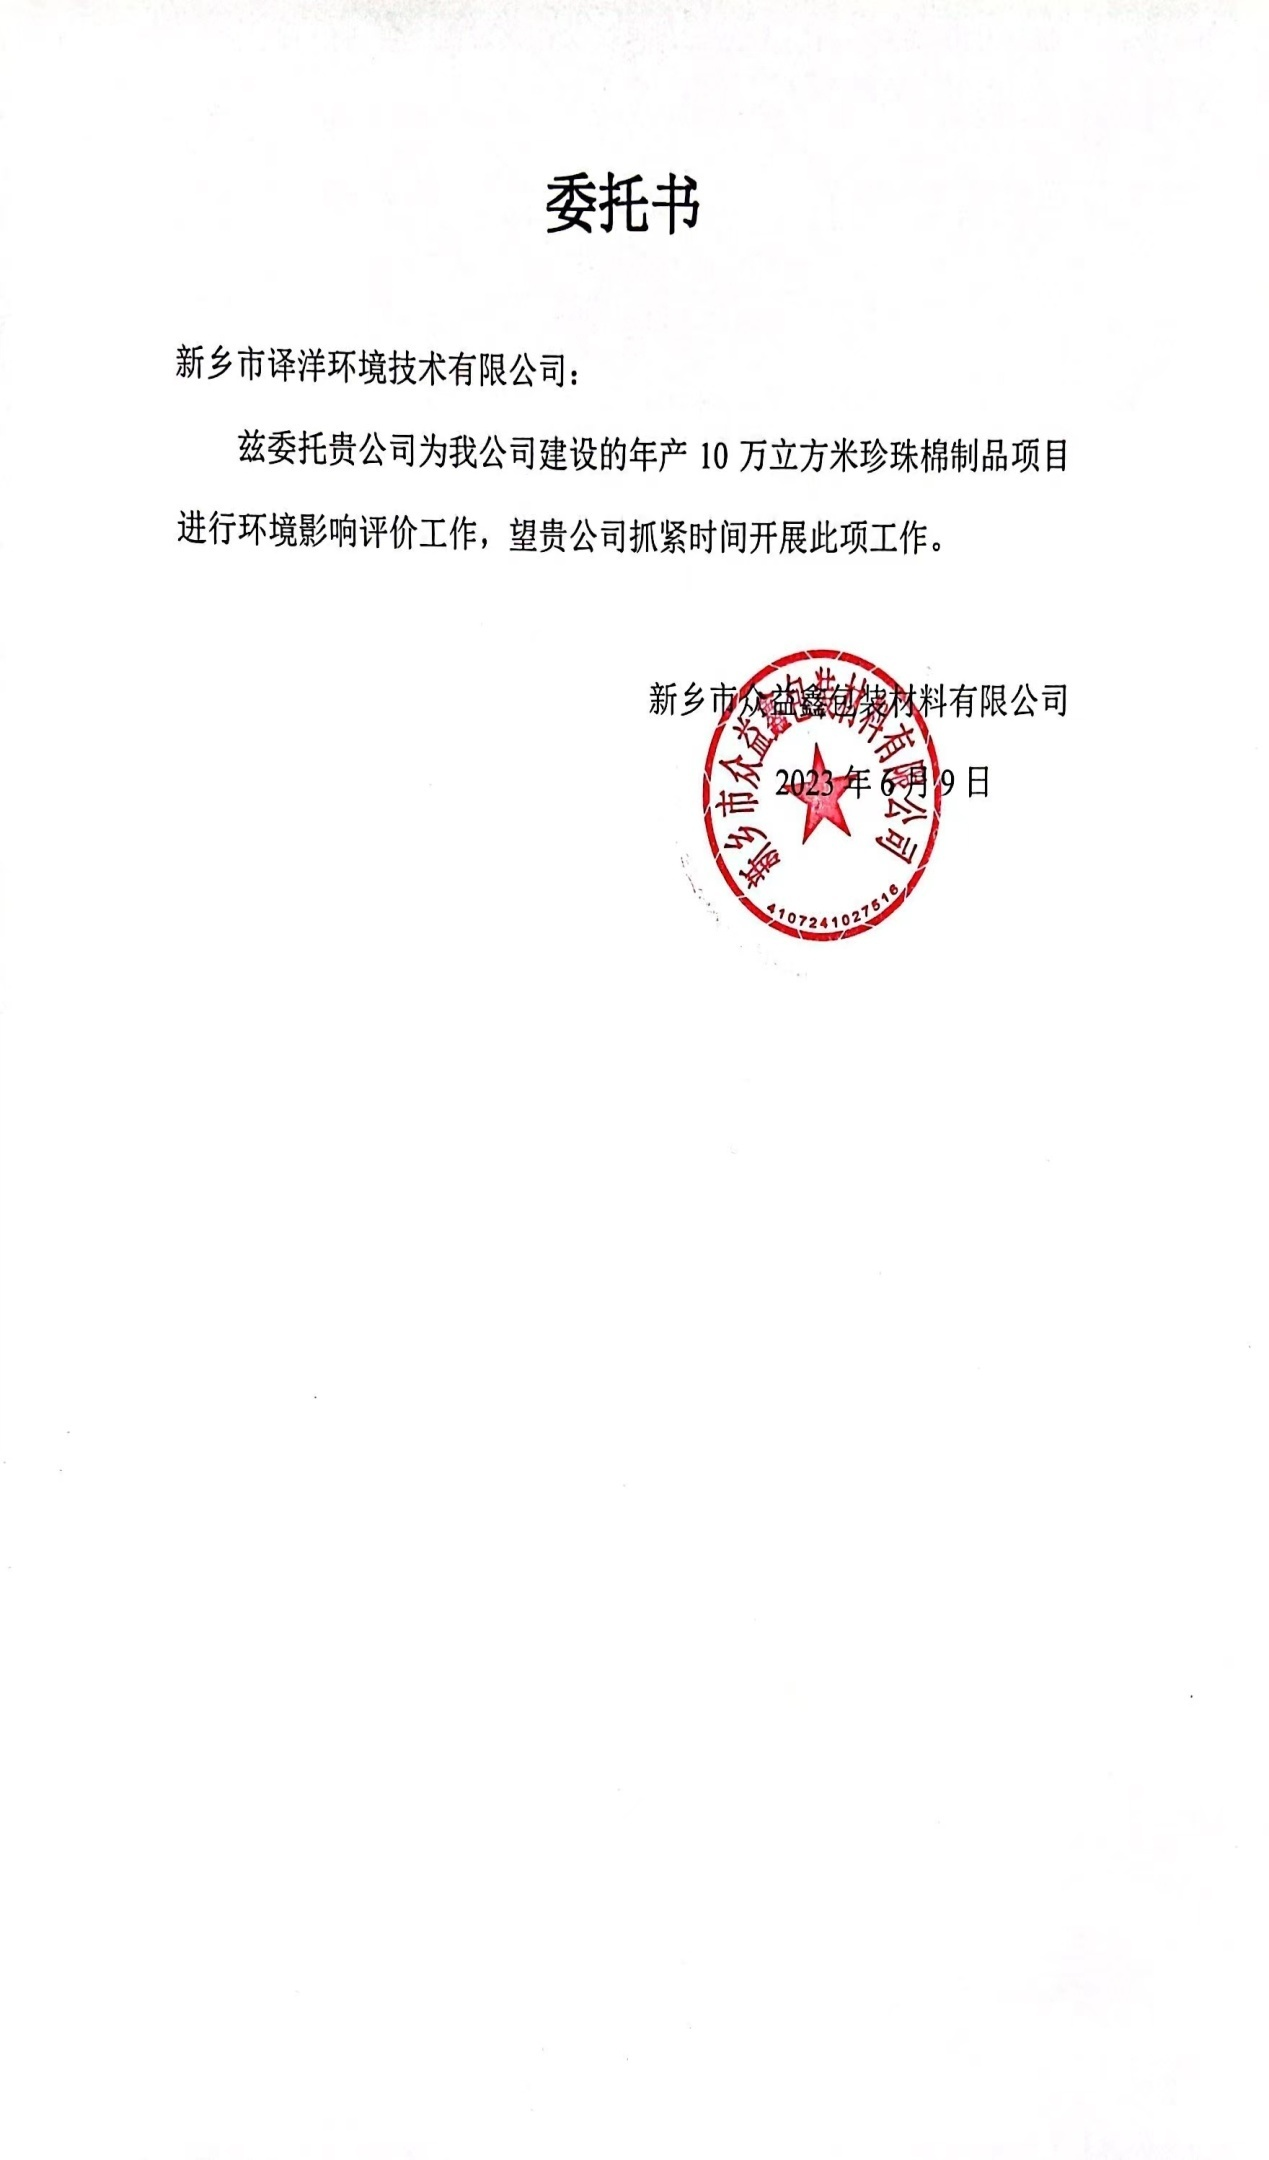 委托书
新乡市译洋环境技术有限公司：
兹委托贵公司为我公司建设的年产 10 万立方米珍珠棉制品项目
进行环境影响评价工作，望贵公司抓紧时间开展此项工作。
新乡市众益鑫包装材料有限公司
2023 年 6 月 9 日
新乡市众益鑫包装材料有限公司
4107241027516